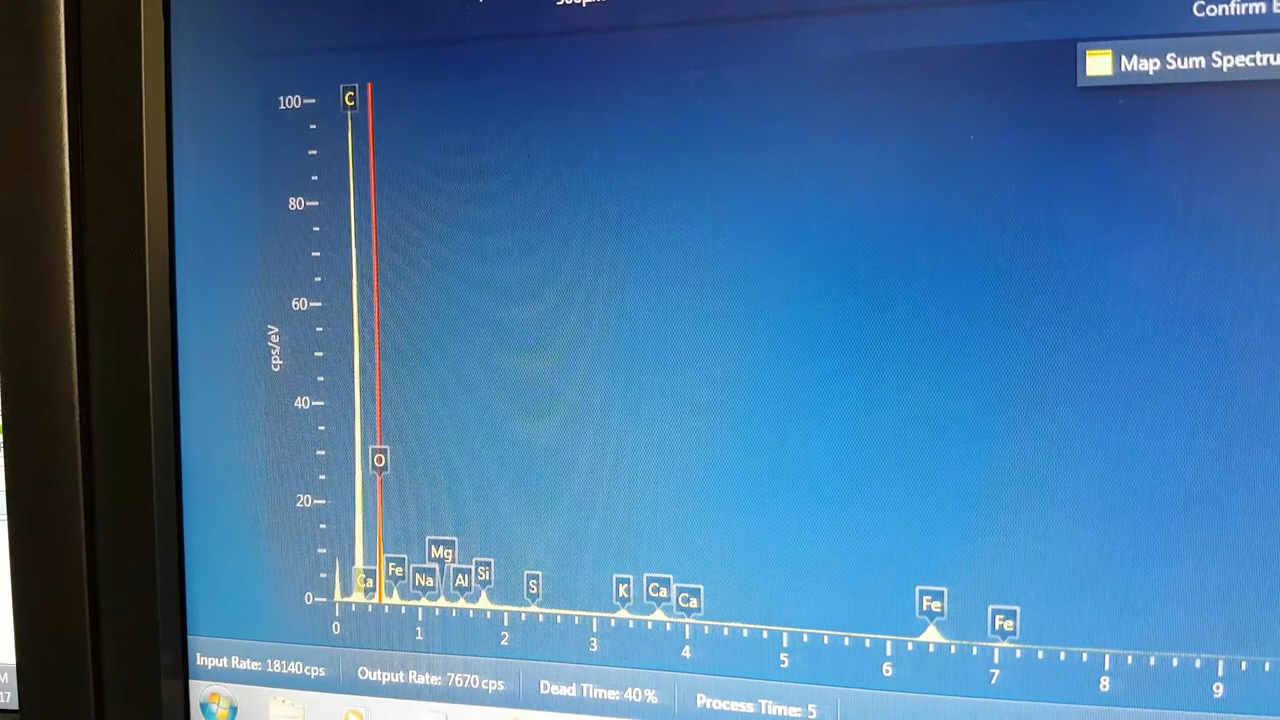 Confirm
Map Sum
100
C
80
60
cps/eV
40
O
20
Mg
Fe
Si
Ca
Na
Al
S
K
Ca
Ca
Fe
Fe
0
0 1 2 3 4 5 6 7 8 9
Input Rate: 18140 cps
Output Rate: 7670 cps
Dead Time: 40 %
Process Time: 5
17